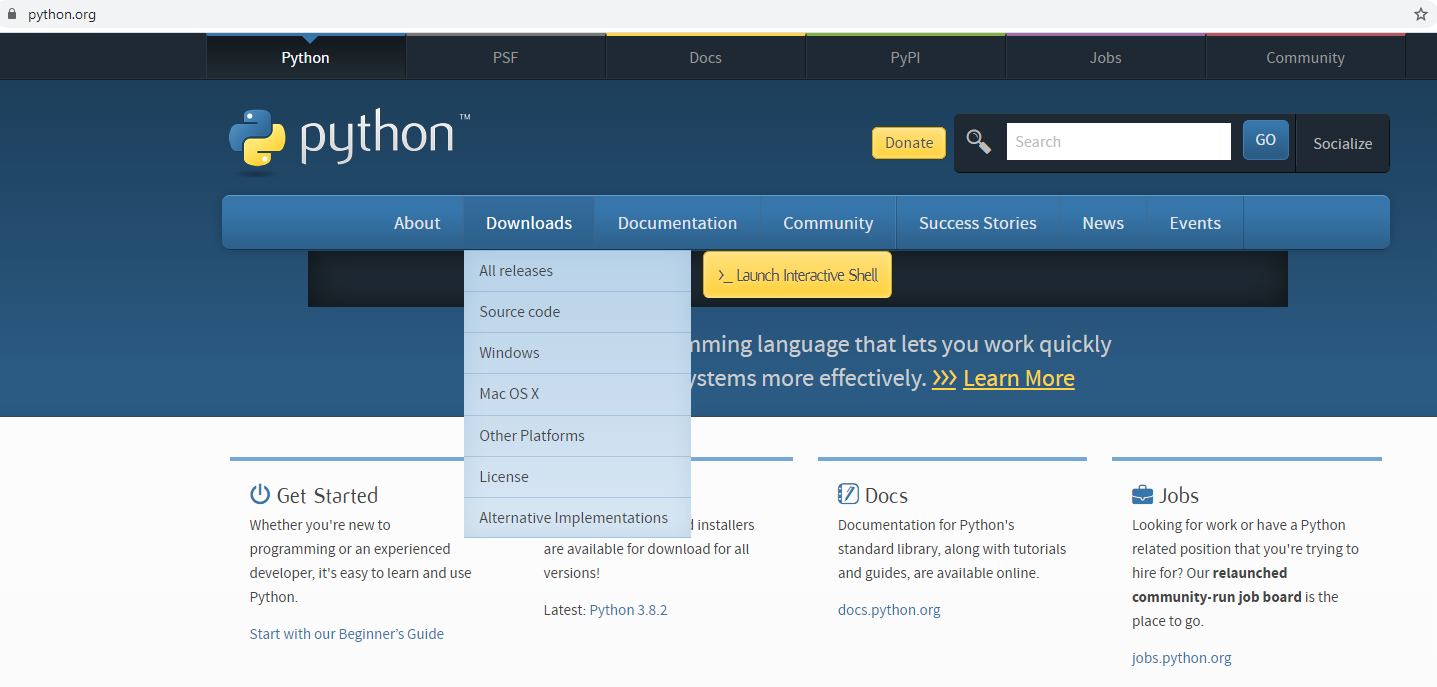 python.org
Python
PSF
Docs
PyPI
Jobs
Community
python™
Donate
Search
GO
Socialize
About
Downloads
Documentation
Community
Success Stories
News
Events
All releases
Source code
Windows
Mac OS X
Other Platforms
License
Alternative Implementations
>_ Launch Interactive Shell
language that lets you work quickly
more effectively. >>> Learn More
Get Started
Whether you're new to
programming or an experienced
developer, it's easy to learn and use
Python.
Start with our Beginner's Guide
installers
are available for download for all
versions!
Latest: Python 3.8.2
Docs
Documentation for Python's
standard library, along with tutorials
and guides, are available online.
docs.python.org
Jobs
Looking for work or have a Python
related position that you're trying to
hire for? Our relaunched
community-run job board is the
place to go.
jobs.python.org